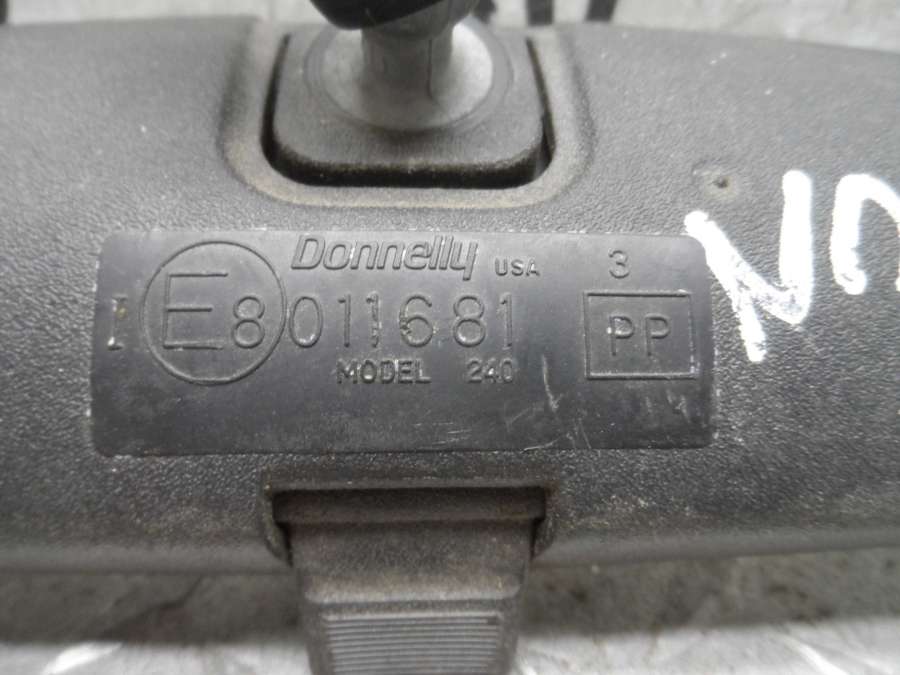 Donnelly USA 3
I E8 011681 PP
MODEL 240